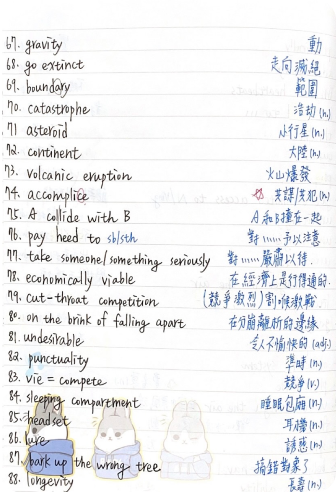 67. gravity 動
68. go extinct 走向滅絕
69. boundary 範圍
70. catastrophe 浩劫(n.)
71 asteroid 小行星(n.)
72. continent 大陸(n.)
73. volcanic eruption 火山爆發
74. accomplice ☆ 共謀/共犯(n.)
75. A collide with B A和B撞在一起
76. pay heed to sb/sth 對……予以注意
77. take someone/something seriously 對……嚴肅以待.
78. economically viable 在經濟上是行得通的.
79. cut-throat competition (競爭激烈)割喉激戰
80. on the brink of falling apart 在分崩離析的邊緣
81. undesirable 令人不愉快的(adj.)
82. punctuality 準時(n.)
83. vie = compete 競爭(v.)
84. sleeping compartment 睡眠包廂(n.)
85. headset 耳機(n.)
86. lure 誘惑(n.)
87. bark up the wrong tree 搞錯對象了
88. longevity 長壽(n.)